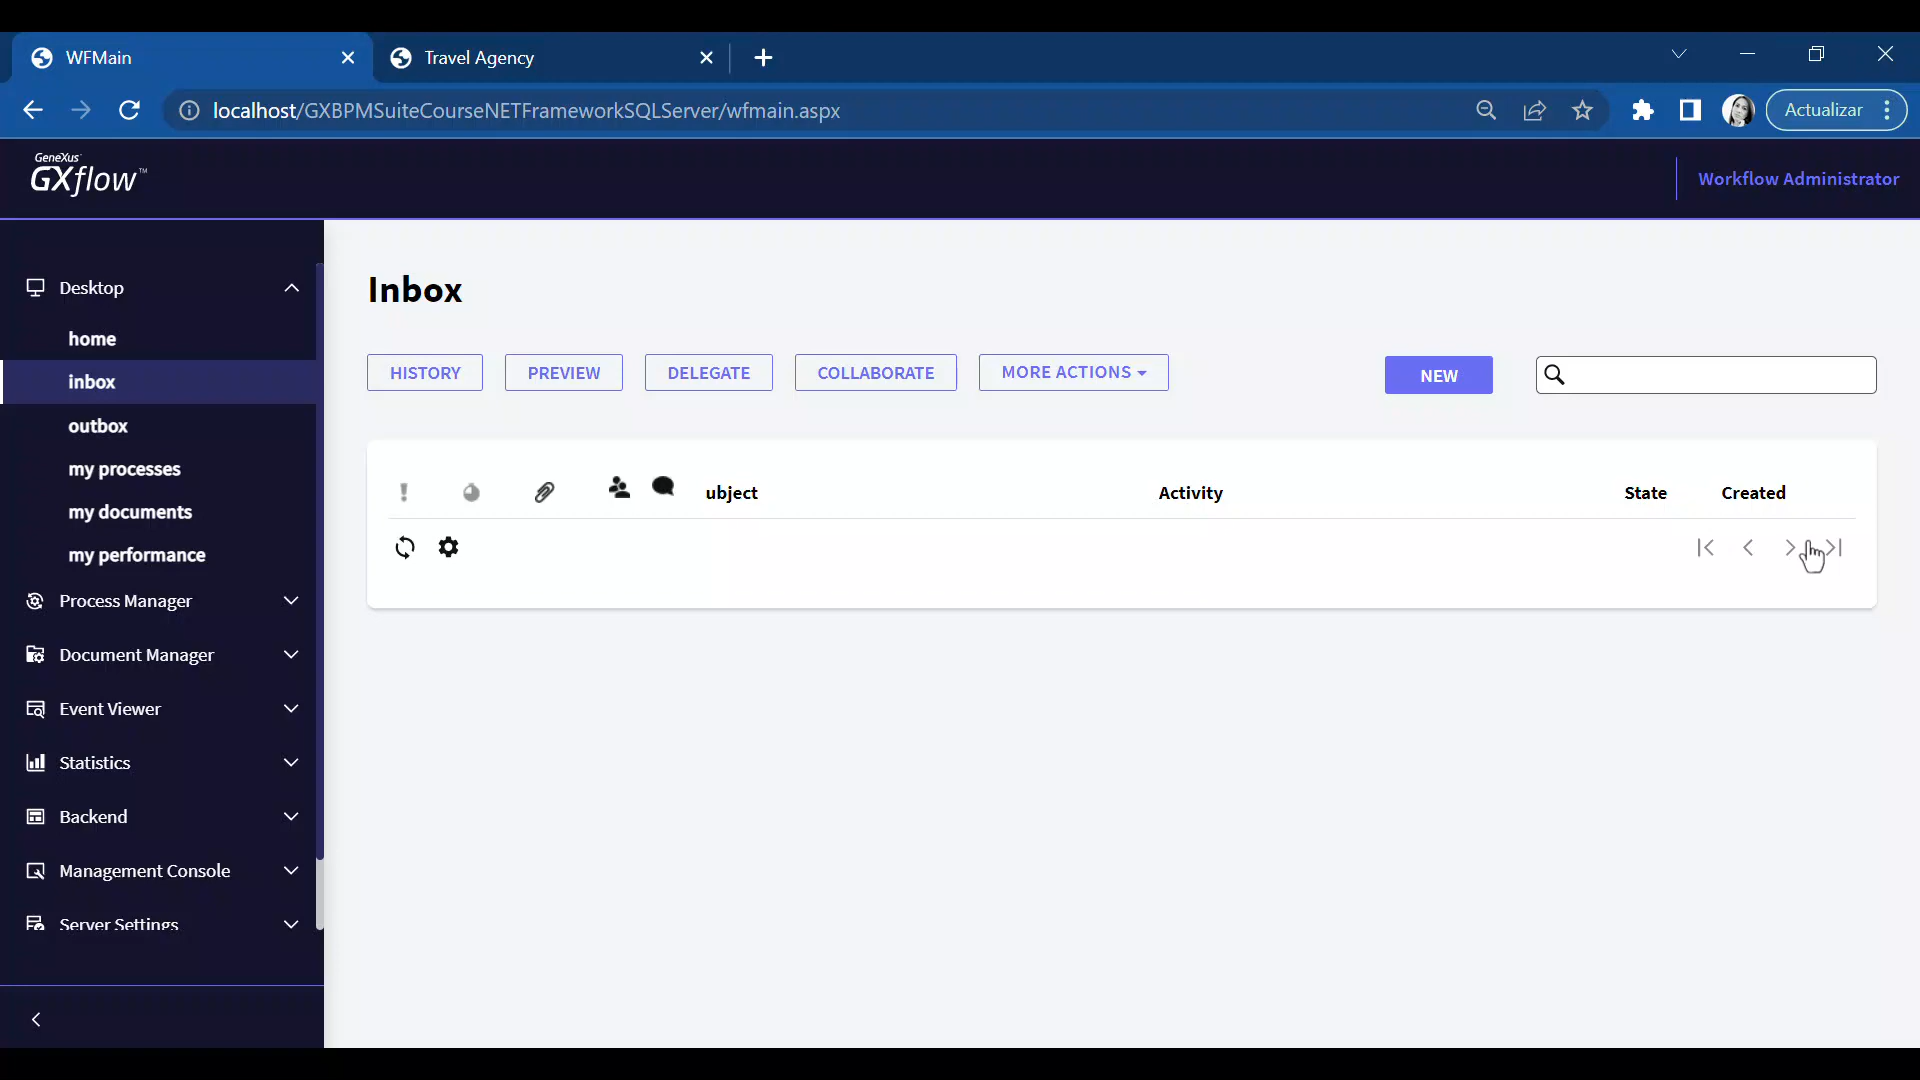 WFMain
Travel Agency
localhost/GXBPMSuiteCourseNETFrameworkSQLServer/wfmain.aspx
Actualizar
GeneXus
GXflow™
Workflow Administrator
Desktop
home
inbox
outbox
my processes
my documents
my performance
Process Manager
Document Manager
Event Viewer
Statistics
Backend
Management Console
Server Settings
Inbox
HISTORY PREVIEW DELEGATE COLLABORATE MORE ACTIONS NEW
ubject Activity State Created